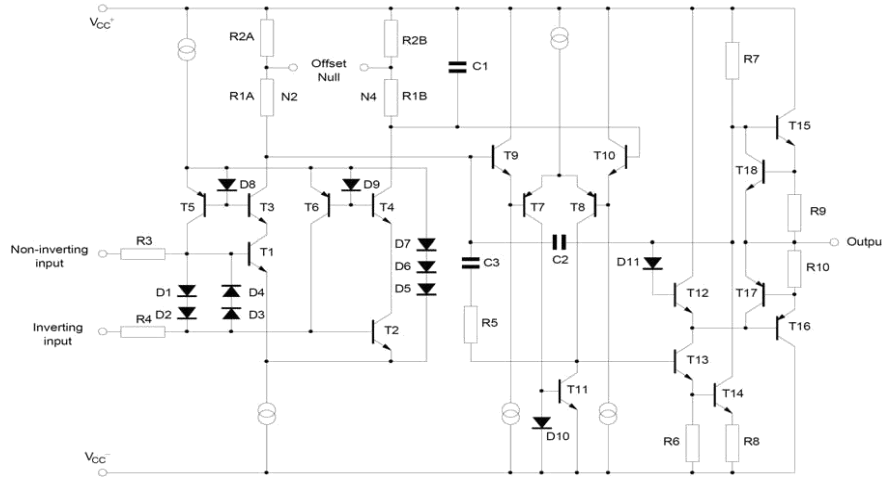 VCC+
R2A
R2B
Offset
Null
C1
R7
R1A
N2
N4
R1B
T15
T9
T10
T18
D8
D9
T5
T3
T6
T4
T7
T8
R9
Non-inverting
input
R3
T1
D7
D6
D5
D11
Outpu
C3
C2
R10
D1
D4
T12
T17
D2
D3
Inverting
input
R4
T2
R5
T16
T13
T11
T14
D10
R6
R8
VCC-